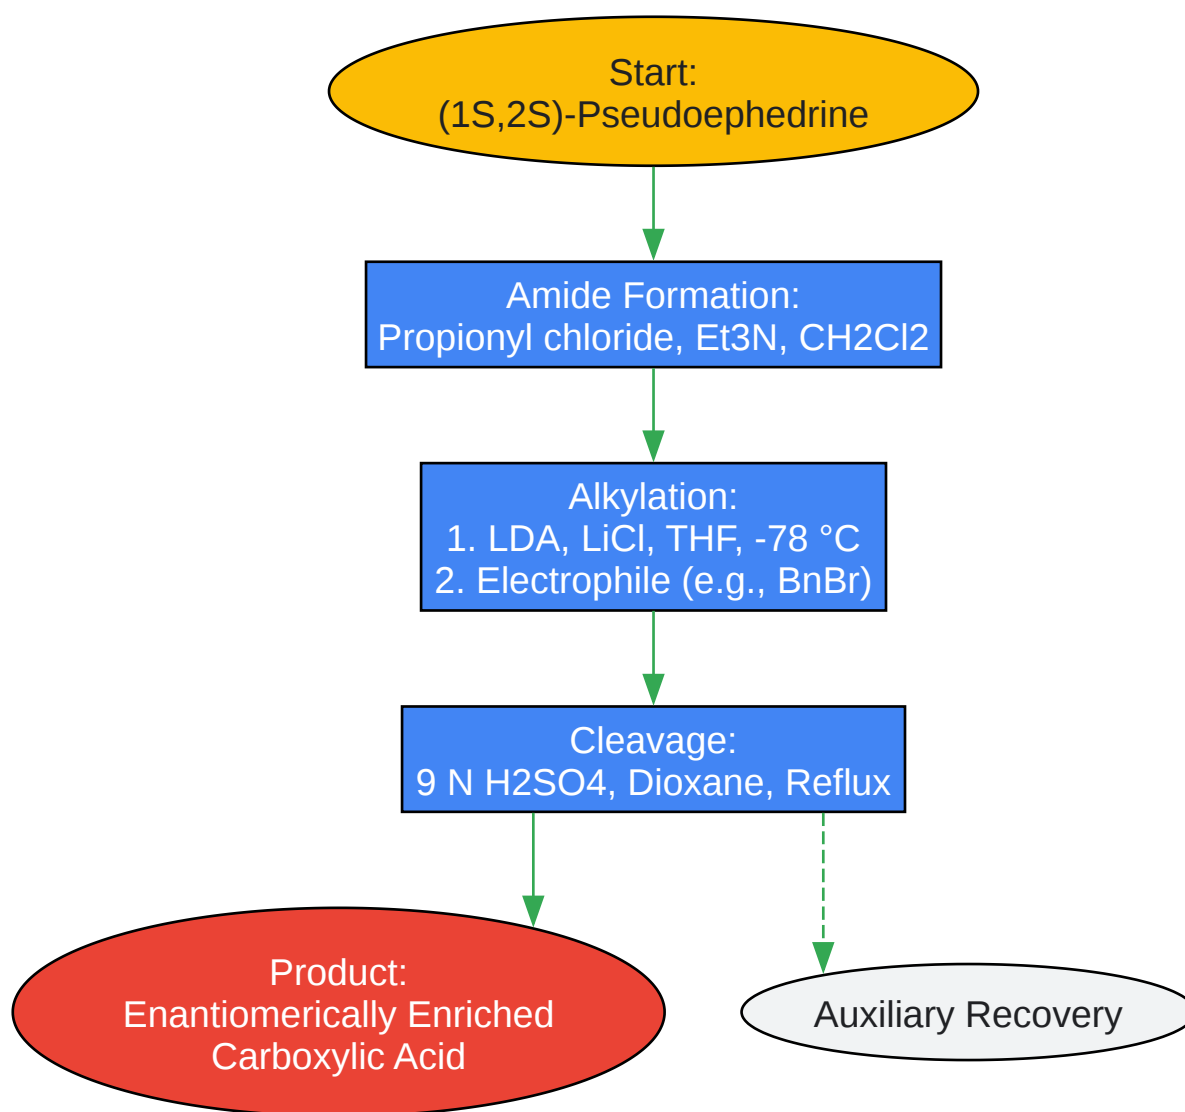 Start:
(1S,2S)-Pseudoephedrine
Amide Formation:
Propionyl chloride, Et3N, CH2Cl2
Alkylation:
1. LDA, LiCl, THF, -78 °C
2. Electrophile (e.g., BnBr)
Cleavage:
9 N H2SO4, Dioxane, Reflux
Product:
Enantiomerically Enriched
Carboxylic Acid
Auxiliary Recovery